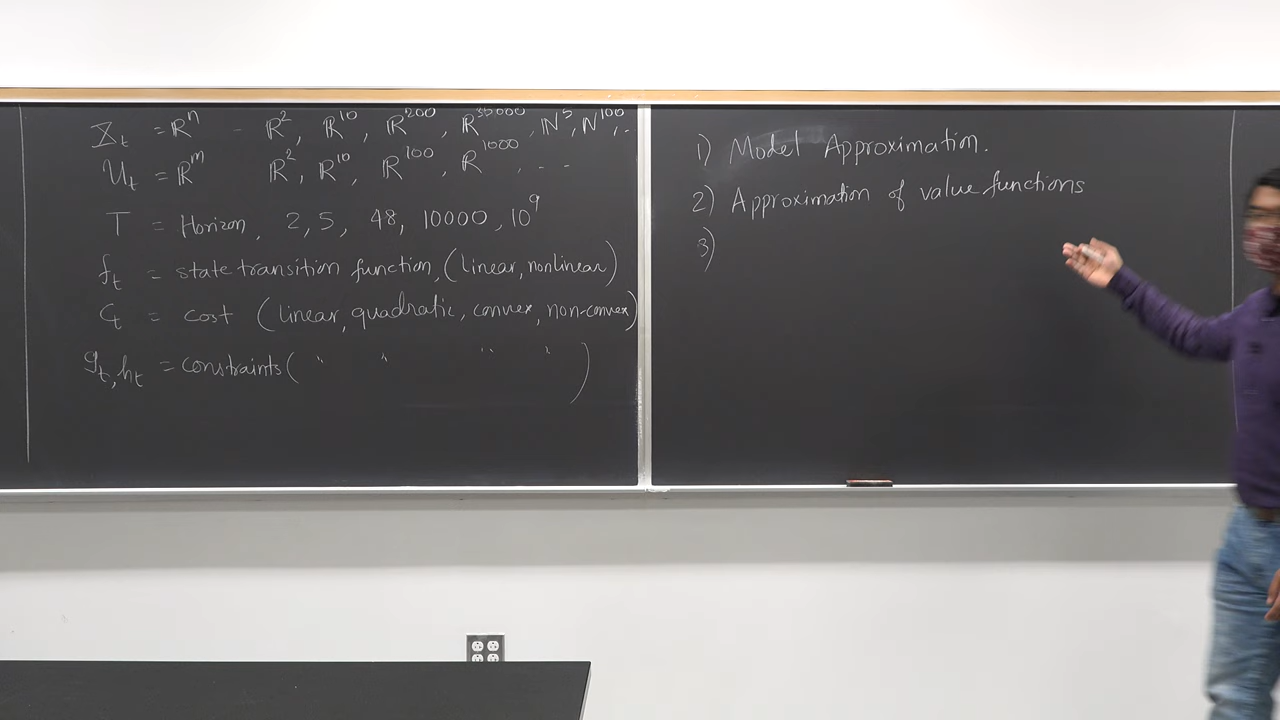 𝕏ₜ = ℝⁿ - ℝ², ℝ¹⁰, ℝ²⁰⁰, ℝ³⁵⁰⁰⁰, ℕ⁵, ℕ¹⁰⁰, ..
Uₜ = ℝᵐ ℝ², ℝ¹⁰, ℝ¹⁰⁰, ℝ¹⁰⁰⁰, ...
T = Horizon, 2, 5, 48, 10000, 10⁹
fₜ = state transition function, (linear, nonlinear)
Cₜ = cost (linear, quadratic, convex, non-convex)
gₜ, hₜ = constraints ( " " " " )
1) Model Approximation.
2) Approximation of value functions
3)